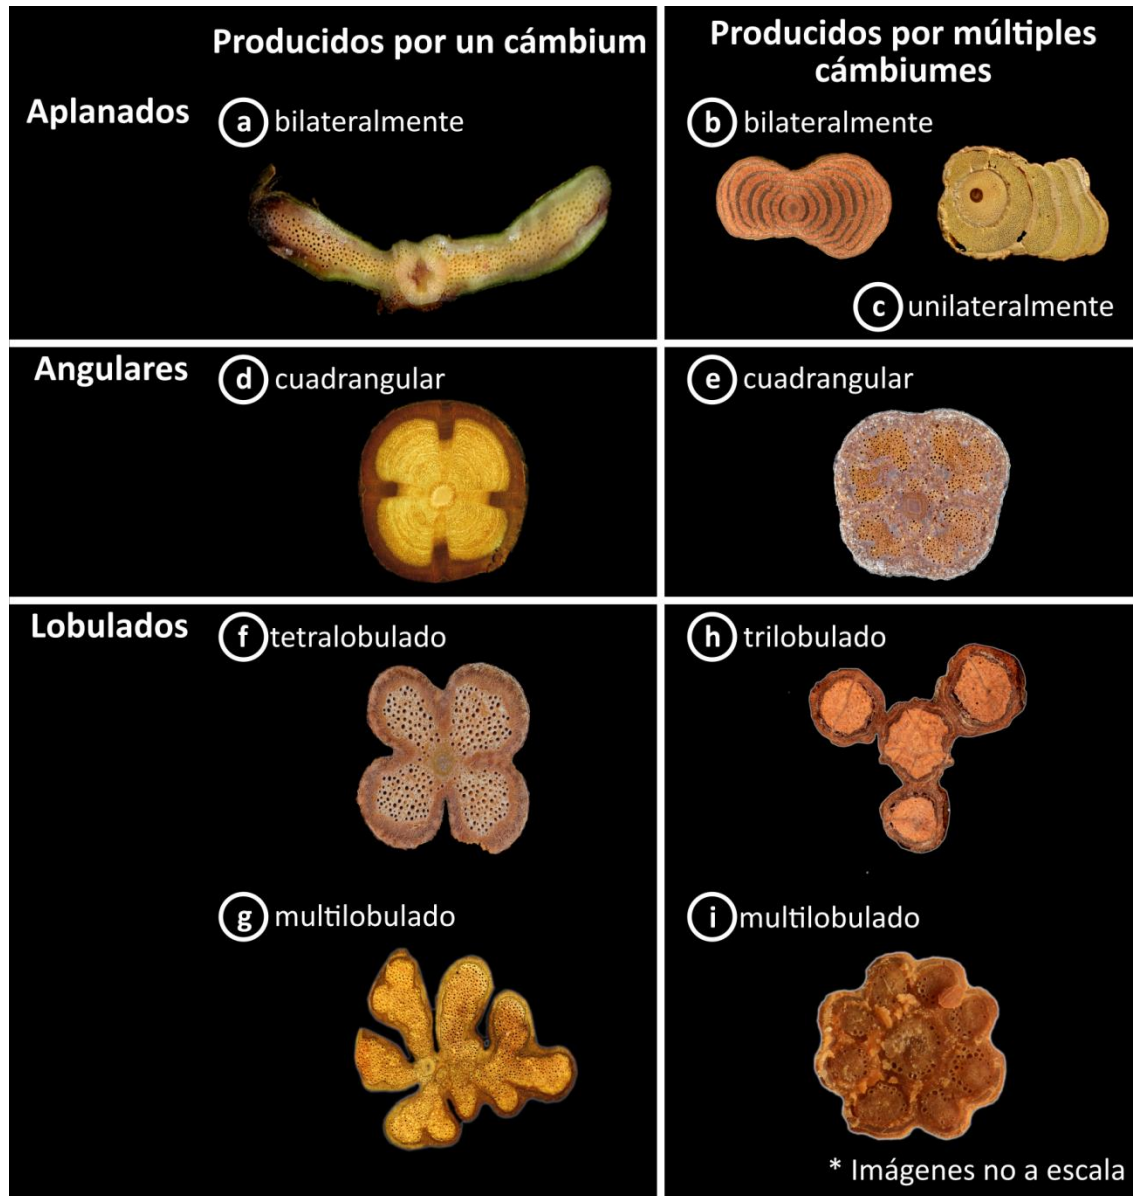 Producidos por un cámbium
Producidos por múltiples
cámbiumes
Aplanados
a bilateralmente
b bilateralmente
c unilateralmente
Angulares
d cuadrangular
e cuadrangular
Lobulados
f tetralobulado
h trilobulado
g multilobulado
i multilobulado
* Imágenes no a escala